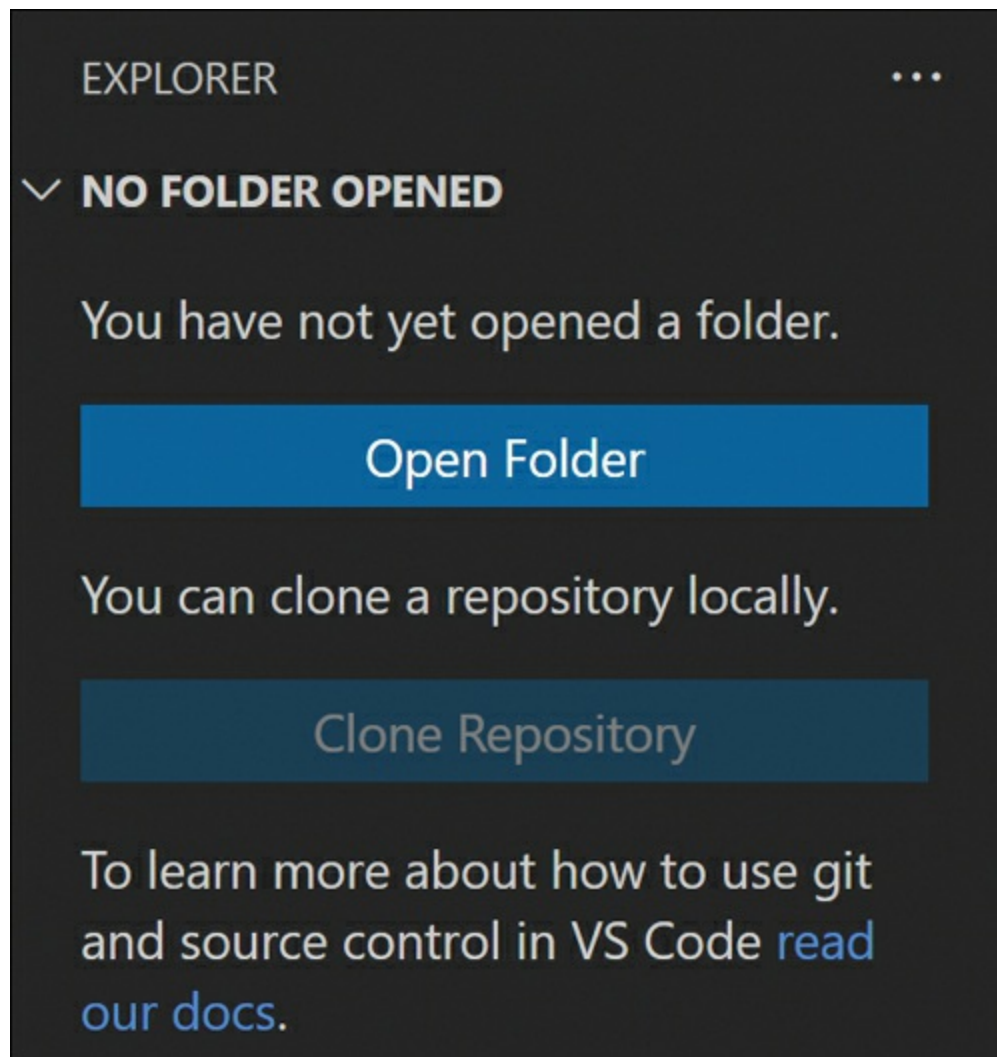 EXPLORER
NO FOLDER OPENED
You have not yet opened a folder.
Open Folder
You can clone a repository locally.
Clone Repository
To learn more about how to use git
and source control in VS Code read
our docs.